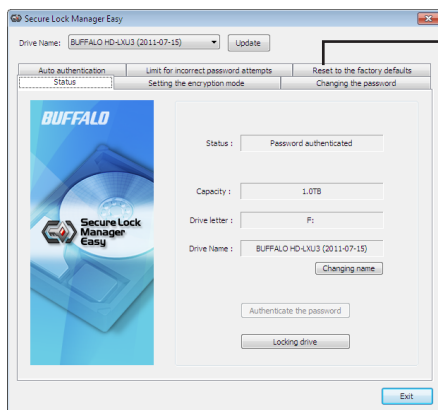 Secure Lock Manager Easy
Drive Name: BUFFALO HD-LXU3 (2011-07-15) Update
Auto authentication Limit for incorrect password attempts Reset to the factory defaults
Status Setting the encryption mode Changing the password
BUFFALO
Secure Lock
Manager
Easy
Status : Password authenticated
Capacity : 1.0TB
Drive letter : F:
Drive Name : BUFFALO HD-LXU3 (2011-07-15)
Changing name
Authenticate the password
Locking drive
Exit